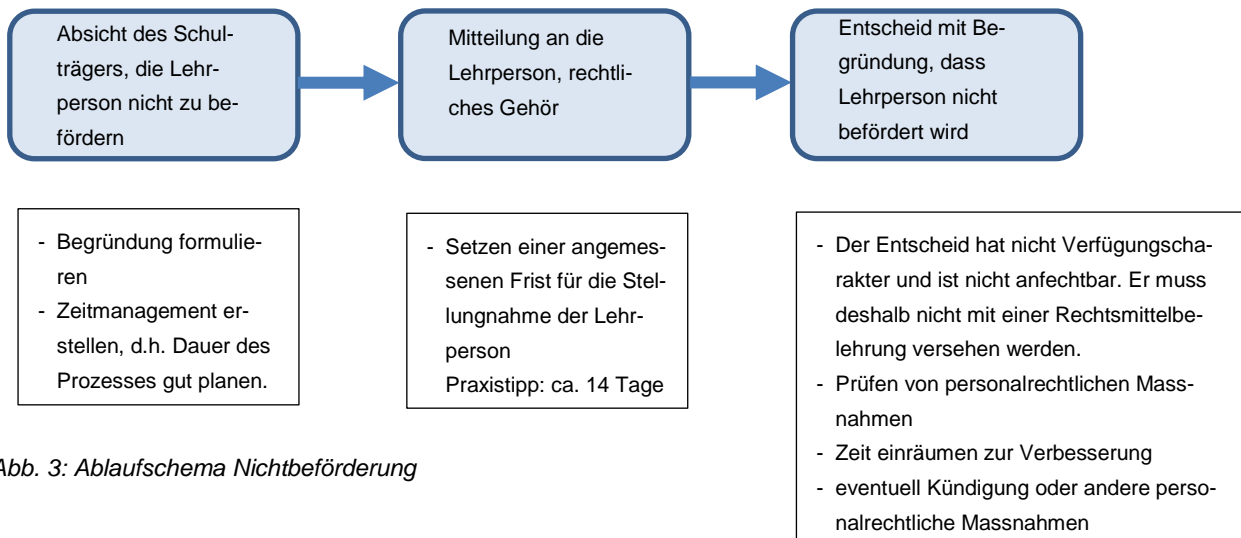 Absicht des Schul-
trägers, die Lehr-
person nicht zu be-
fördern
Mitteilung an die
Lehrperson, rechtli-
ches Gehör
Entscheid mit Be-
gründung, dass
Lehrperson nicht
befördert wird
- Begründung formulie-
ren
- Zeitmanagement er-
stellen, d.h. Dauer des
Prozesses gut planen.
- Setzen einer angemes-
senen Frist für die Stel-
lungnahme der Lehr-
person
Praxistipp: ca. 14 Tage
- Der Entscheid hat nicht Verfügungscha-
rakter und ist nicht anfechtbar. Er muss
deshalb nicht mit einer Rechtsmittelbe-
lehrung versehen werden.
- Prüfen von personalrechtlichen Mass-
nahmen
- Zeit einräumen zur Verbesserung
- eventuell Kündigung oder andere perso-
nalrechtliche Massnahmen
Abb. 3: Ablaufschema Nichtbeförderung